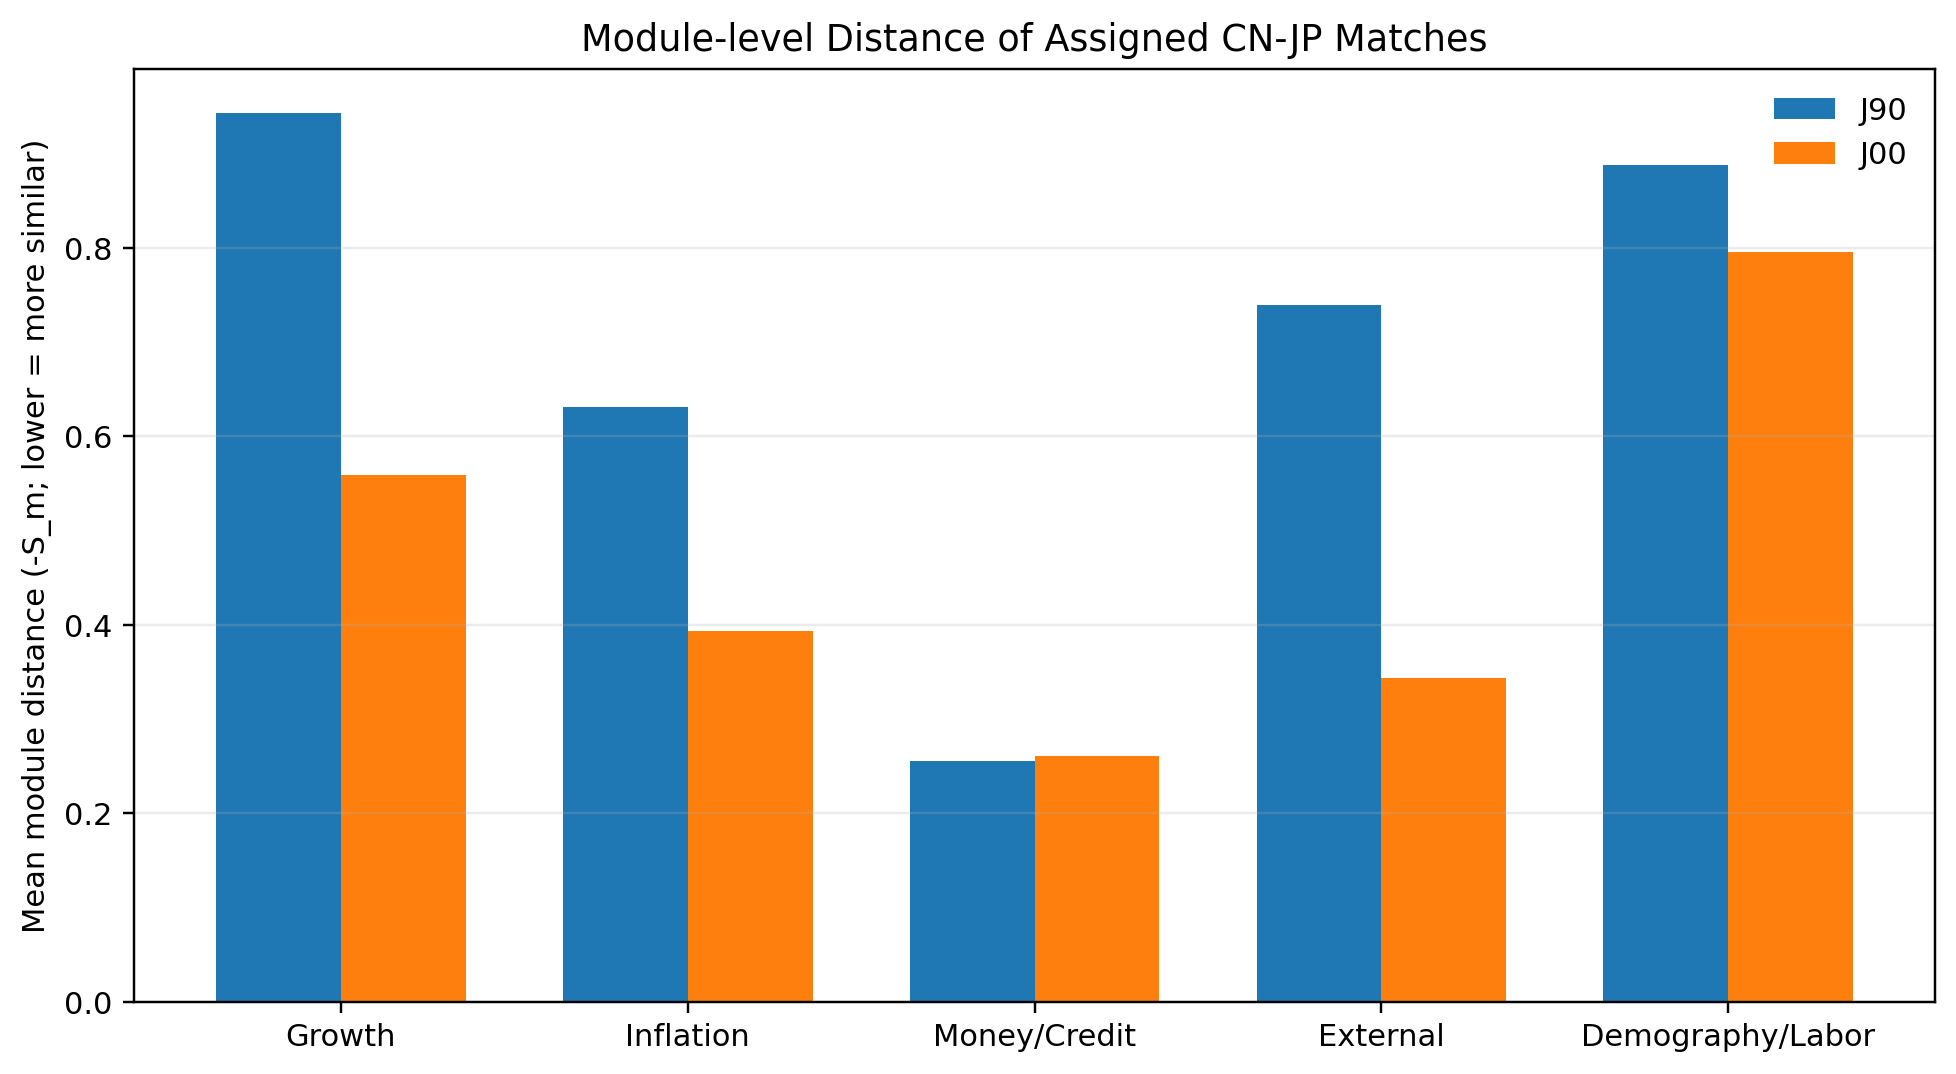 Module-level Distance of Assigned CN-JP Matches
J90
J00
Mean module distance (-S_m; lower = more similar)
0.8
0.6
0.4
0.2
0.0
Growth
Inflation
Money/Credit
External
Demography/Labor